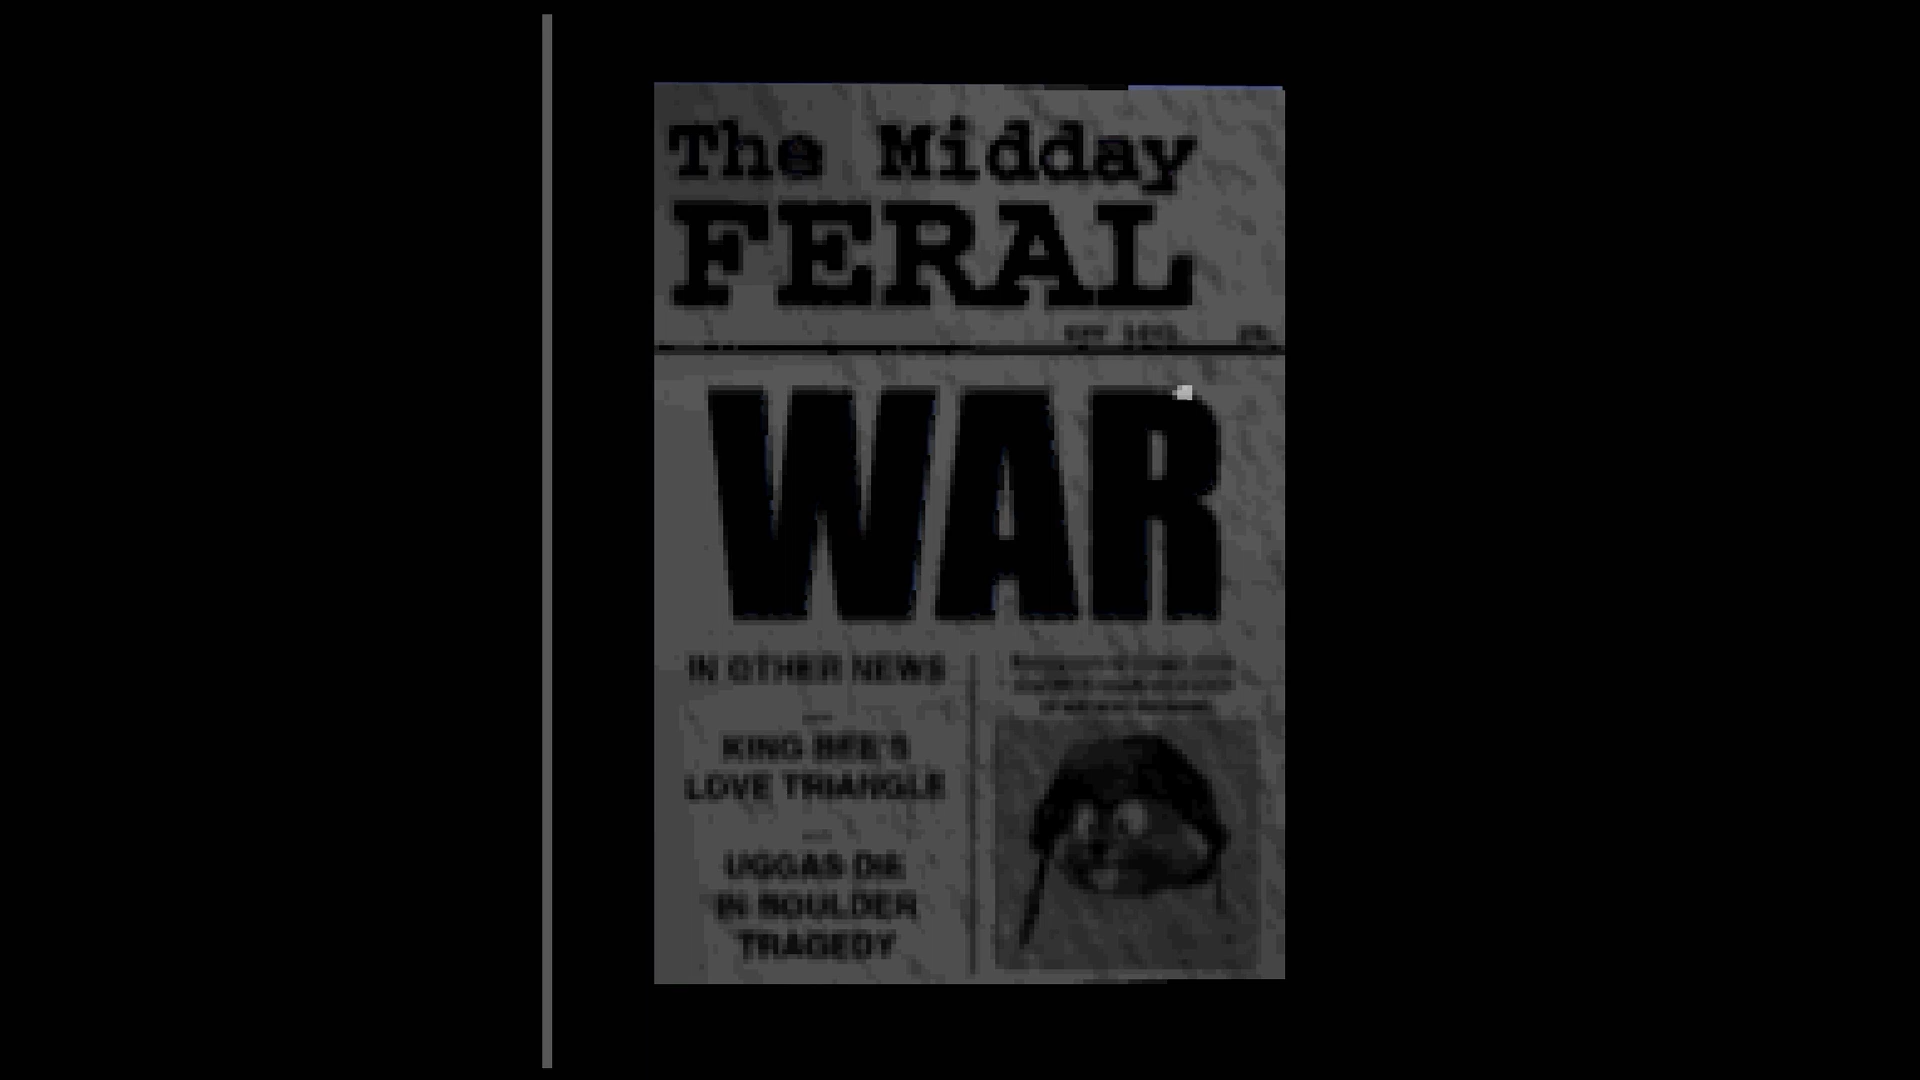 The Midday
FERAL
WAR
IN OTHER NEWS
KING BEE'S
LOVE TRIANGLE
UGGAS DIE
IN BOULDER
TRAGEDY